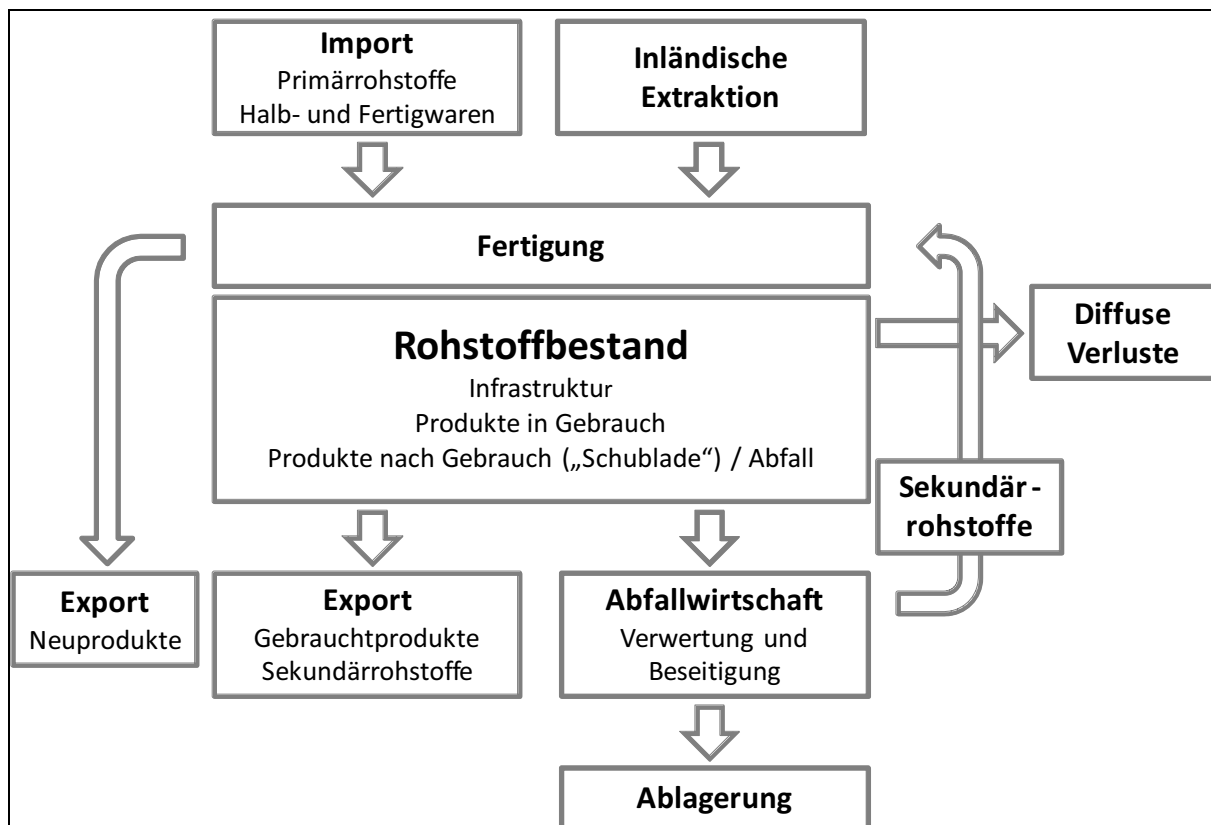 Import
Primärrohstoffe
Halb- und Fertigwaren
Inländische
Extraktion
Fertigung
Rohstoffbestand
Infrastruktur
Produkte in Gebrauch
Produkte nach Gebrauch („Schublade“) / Abfall
Diffuse
Verluste
Sekundär-
rohstoffe
Export
Neuprodukte
Export
Gebrauchtprodukte
Sekundärrohstoffe
Abfallwirtschaft
Verwertung und
Beseitigung
Ablagerung